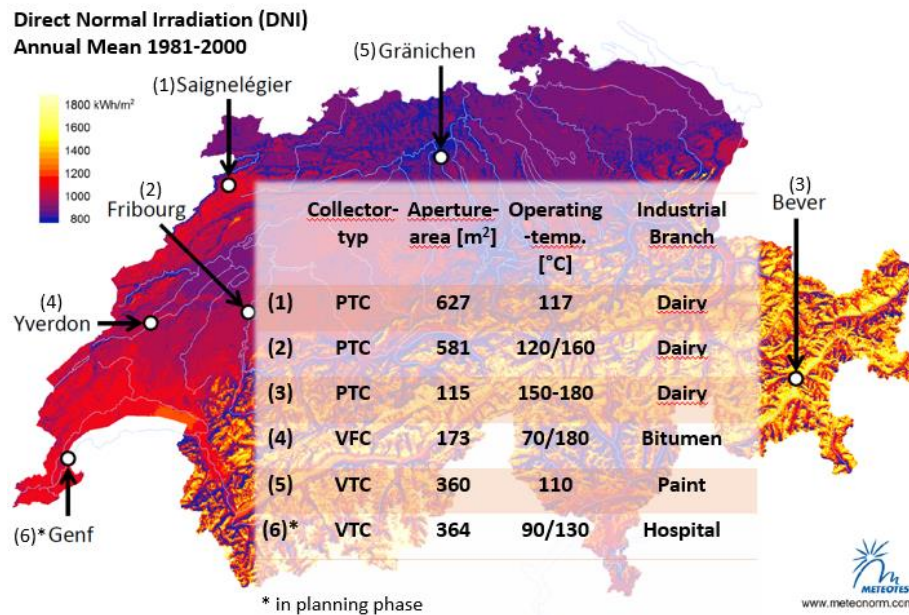 Direct Normal Irradiation (DNI)
Annual Mean 1981-2000
1800 kWh/m²
1600
1400
1200
1000
800
(1)Saignelégier
(5)Gränichen
(2)
Fribourg
(3)
Bever
(4)
Yverdon
(6)*Genf
Collector-typ Aperture-area [m²] Operating-temp. [°C] Industrial Branch
(1) PTC 627 117 Dairy
(2) PTC 581 120/160 Dairy
(3) PTC 115 150-180 Dairy
(4) VFC 173 70/180 Bitumen
(5) VTC 360 110 Paint
(6)* VTC 364 90/130 Hospital
* in planning phase
METEOTES
www.meteonorm.com